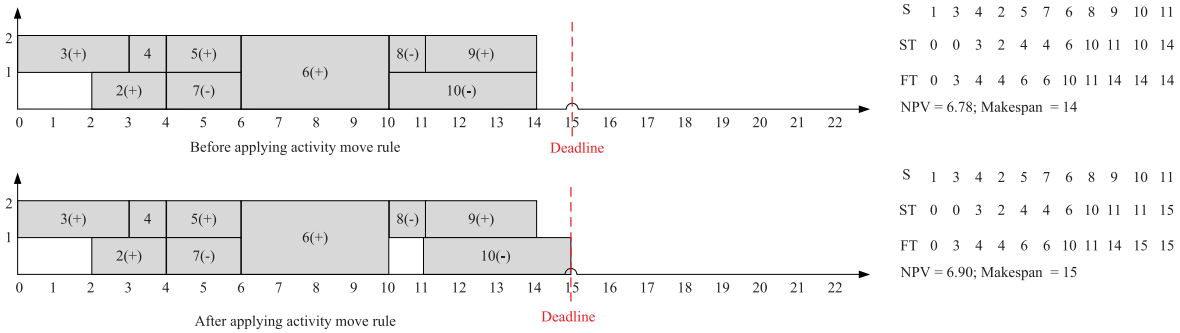 S 1 3 4 2 5 7 6 8 9 10 11
2 3(+) 4 5(+) 6(+) 8(-) 9(+)
ST 0 0 3 2 4 4 6 10 11 10 14
1 2(+) 7(-) 10(-)
FT 0 3 4 4 6 6 10 11 14 14 14
NPV = 6.78; Makespan = 14
0 1 2 3 4 5 6 7 8 9 10 11 12 13 14 15 16 17 18 19 20 21 22
Before applying activity move rule Deadline
S 1 3 4 2 5 7 6 8 9 10 11
2 3(+) 4 5(+) 6(+) 8(-) 9(+)
ST 0 0 3 2 4 4 6 10 11 11 15
1 2(+) 7(-) 10(-)
FT 0 3 4 4 6 6 10 11 14 15 15
NPV = 6.90; Makespan = 15
0 1 2 3 4 5 6 7 8 9 10 11 12 13 14 15 16 17 18 19 20 21 22
After applying activity move rule Deadline